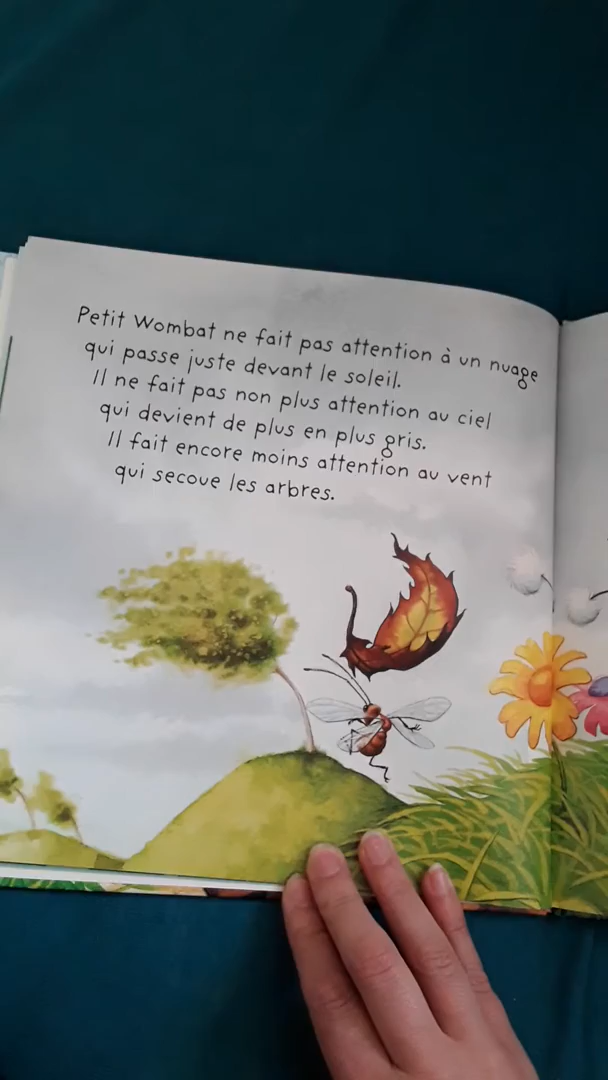 Petit Wombat ne fait pas attention à un nuage
qui passe juste devant le soleil.
Il ne fait pas non plus attention au ciel
qui devient de plus en plus gris.
Il fait encore moins attention au vent
qui secoue les arbres.